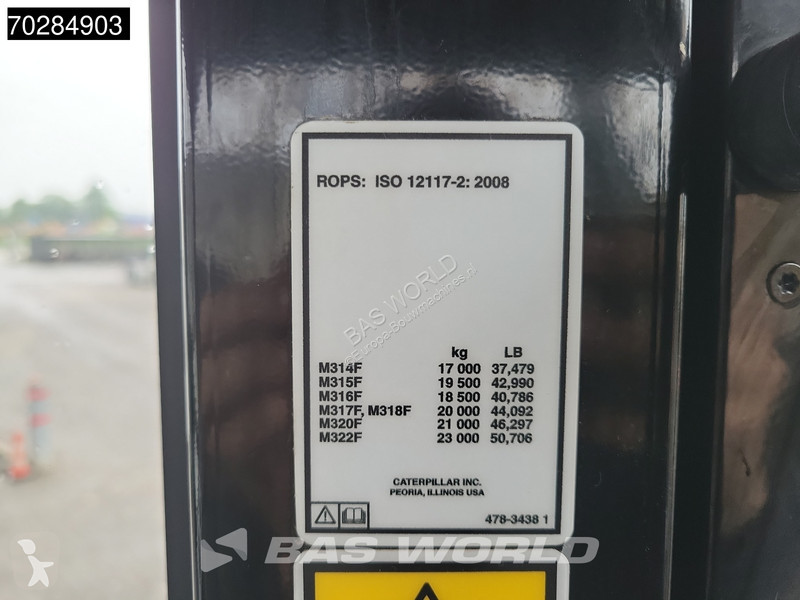 70284903
ROPS: ISO 12117-2: 2008
BAS WORLD
kg LB
M314F 17 000 37,479
M315F 19 500 42,990
M316F 18 500 40,786
M317F, M318F 20 000 44,092
M320F 21 000 46,297
M322F 23 000 50,706
CATERPILLAR INC.
PEORIA, ILLINOIS USA
478-3438 1
BAS WORLD